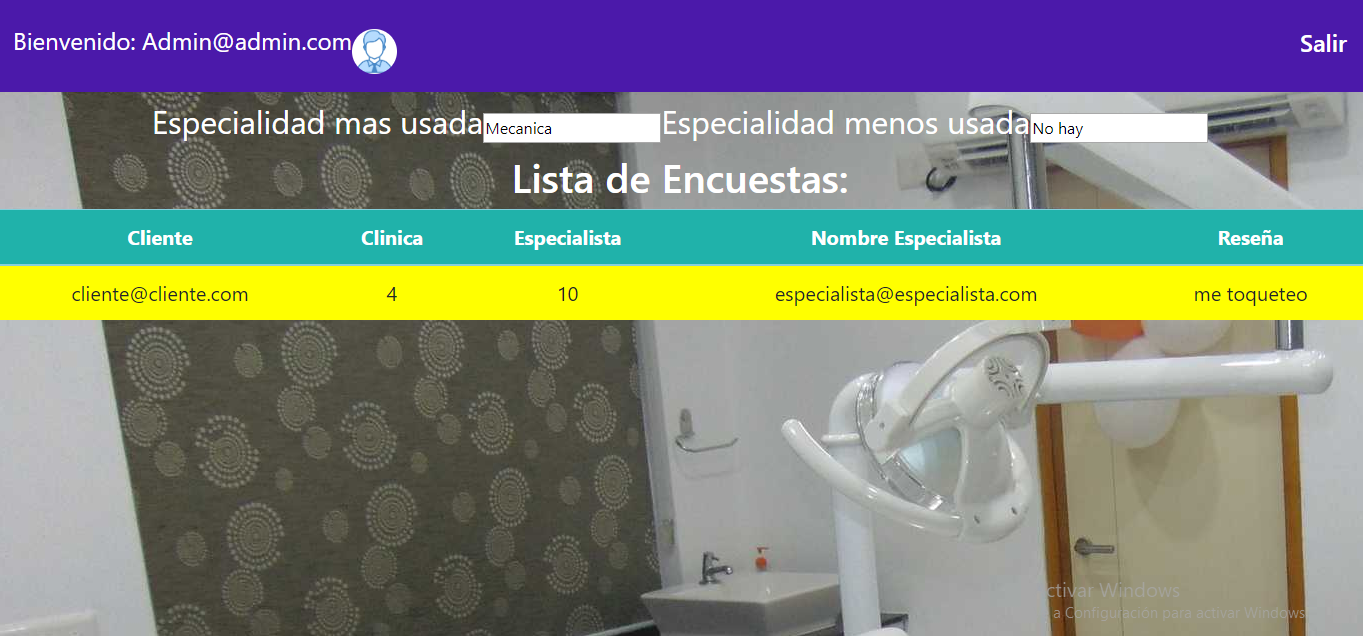 Bienvenido: Admin@admin.com
Salir
Especialidad mas usada Mecanica Especialidad menos usada No hay
Lista de Encuestas:
Cliente Clinica Especialista Nombre Especialista Reseña
cliente@cliente.com 4 10 especialista@especialista.com me toqueteo
ctivar Windows
a Configuración para activar Windows